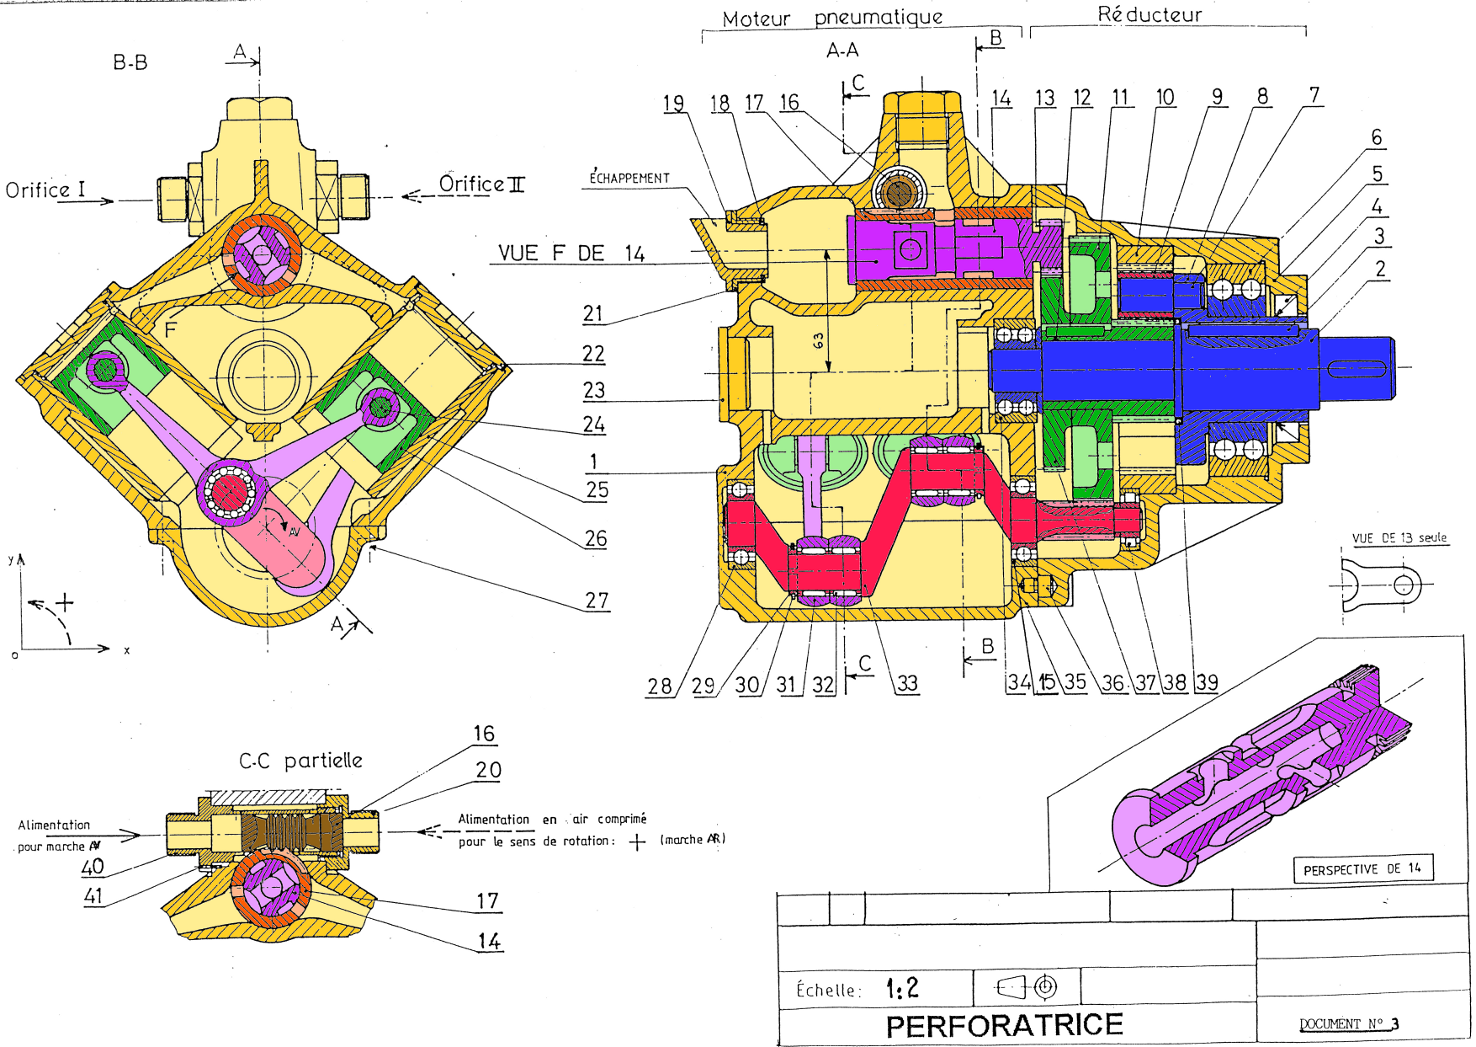 Moteur pneumatique
Réducteur
B-B
A
A-A
B
C
19
18
17
16
14
13
12
11
10
9
8
7
6
5
4
3
2
Orifice I
Orifice II
ÉCHAPPEMENT
VUE F DE 14
63
F
21
22
23
24
1
25
26
27
AV
A
y
+
o
x
C
B
28
29
30
31
32
33
34
15
35
36
37
38
39
VUE DE 13 seule
C-C partielle
16
20
Alimentation
pour marche AV
Alimentation en air comprimé
pour le sens de rotation: + (marche AR)
40
41
17
14
PERSPECTIVE DE 14
Échelle: 1:2
PERFORATRICE
DOCUMENT N° 3